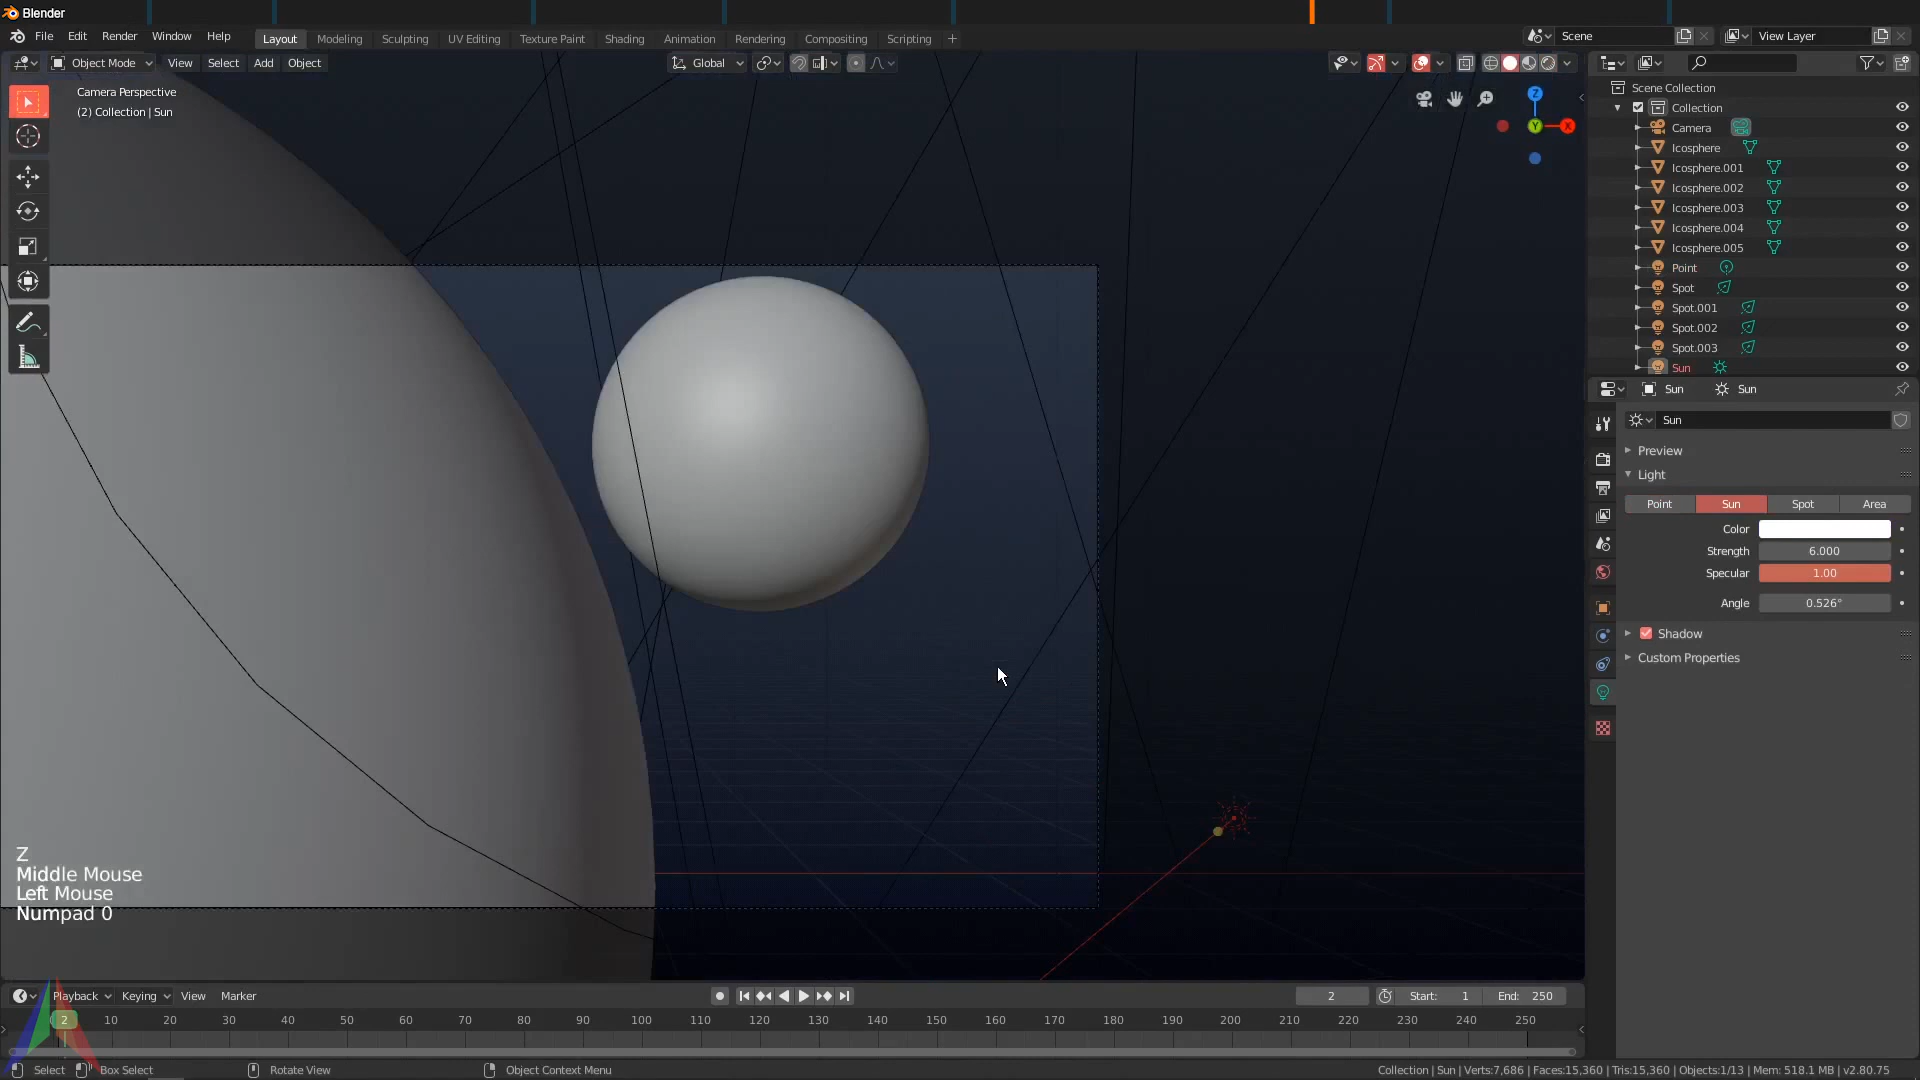 Blender
File Edit Render Window Help
Layout Modeling Sculpting UV Editing Texture Paint Shading Animation Rendering Compositing Scripting +
Scene
View Layer
Object Mode View Select Add Object
Global
Camera Perspective
(2) Collection | Sun
Z
Y
X
Scene Collection
Collection
Camera
Icosphere
Icosphere.001
Icosphere.002
Icosphere.003
Icosphere.004
Icosphere.005
Point
Spot
Spot.001
Spot.002
Spot.003
Sun
Sun Sun
Sun
Preview
Light
Point Sun Spot Area
Color
Strength 6.000
Specular 1.00
Angle 0.526°
Shadow
Custom Properties
Z
Middle Mouse
Left Mouse
Numpad 0
Playback Keying View Marker
2
Start: 1
End: 250
2 10 20 30 40 50 60 70 80 90 100 110 120 130 140 150 160 170 180 190 200 210 220 230 240 250
Select Box Select Rotate View Object Context Menu
Collection | Sun | Verts:7,686 | Faces:15,360 | Tris:15,360 | Objects:1/13 | Mem: 518.1 MB | v2.80.75